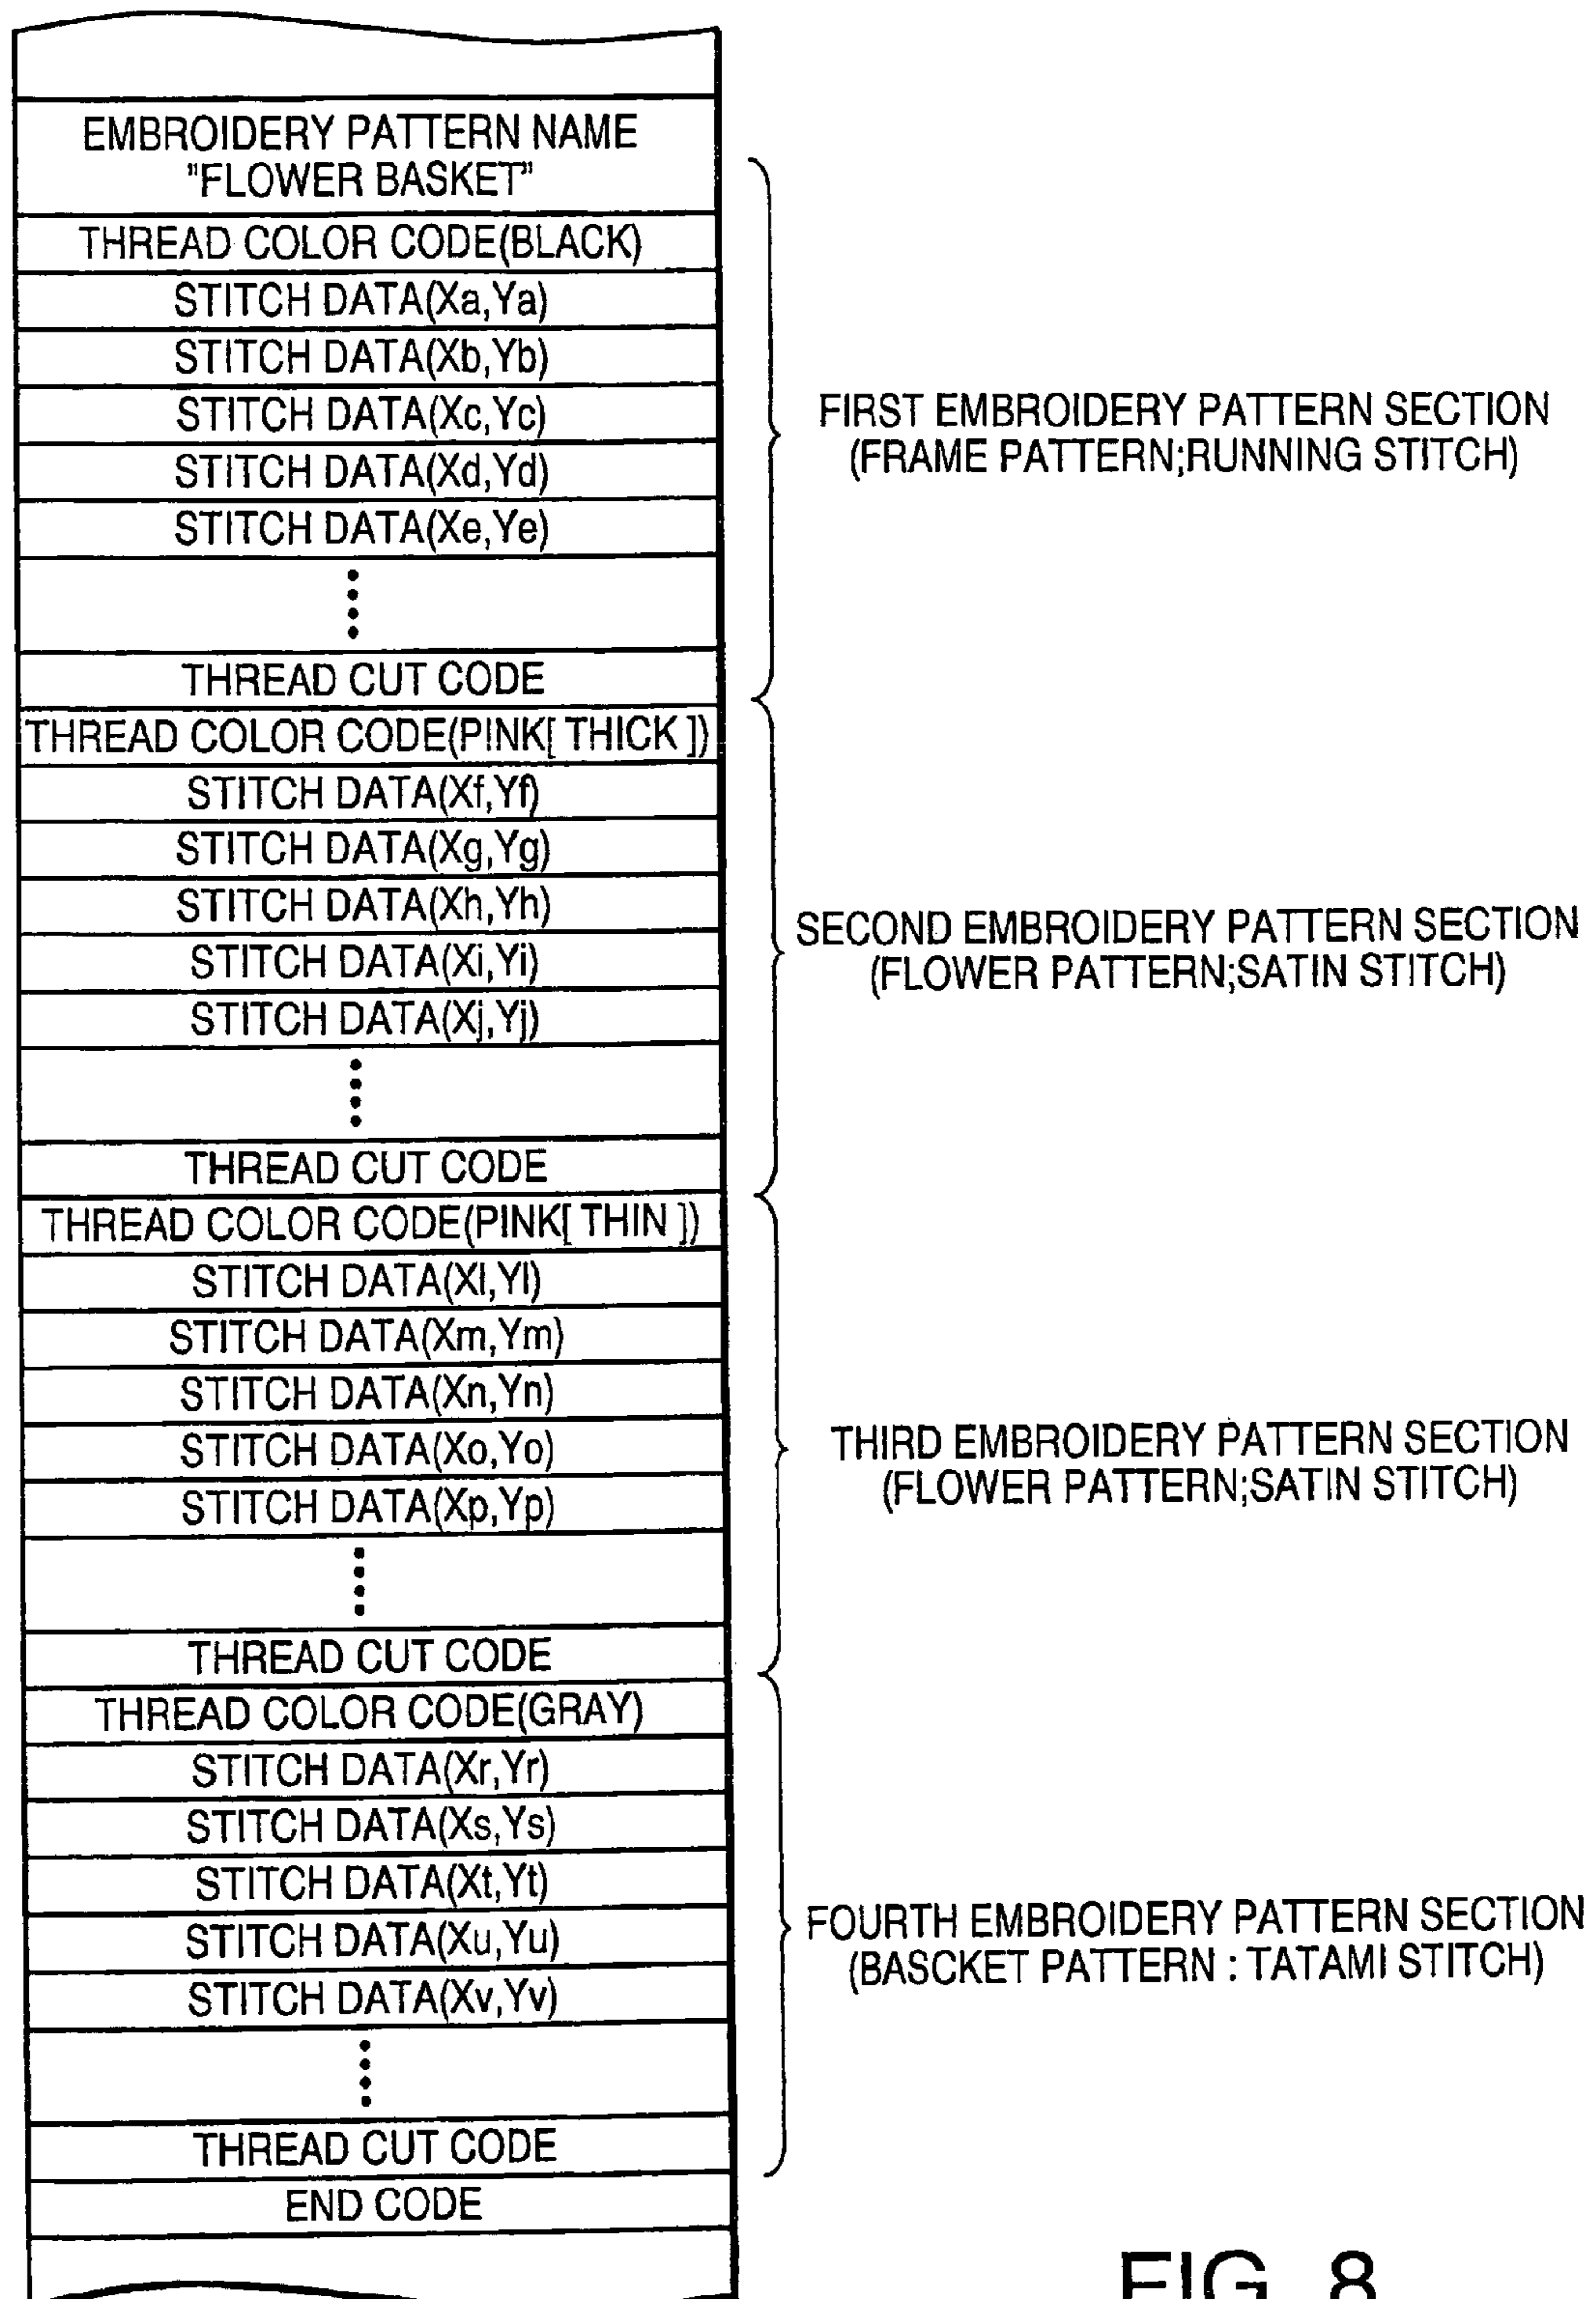 EMBROIDERY PATTERN NAME
"FLOWER BASKET"
THREAD COLOR CODE(BLACK)
STITCH DATA(Xa,Ya)
STITCH DATA(Xb,Yb)
STITCH DATA(Xc,Yc)
STITCH DATA(Xd,Yd)
STITCH DATA(Xe,Ye)
THREAD CUT CODE
FIRST EMBROIDERY PATTERN SECTION
(FRAME PATTERN;RUNNING STITCH)
THREAD COLOR CODE(PINK[ THICK ])
STITCH DATA(Xf,Yf)
STITCH DATA(Xg,Yg)
STITCH DATA(Xh,Yh)
STITCH DATA(Xi,Yi)
STITCH DATA(Xj,Yj)
THREAD CUT CODE
SECOND EMBROIDERY PATTERN SECTION
(FLOWER PATTERN;SATIN STITCH)
THREAD COLOR CODE(PINK[ THIN ])
STITCH DATA(Xl,Yl)
STITCH DATA(Xm,Ym)
STITCH DATA(Xn,Yn)
STITCH DATA(Xo,Yo)
STITCH DATA(Xp,Yp)
THREAD CUT CODE
THIRD EMBROIDERY PATTERN SECTION
(FLOWER PATTERN;SATIN STITCH)
THREAD COLOR CODE(GRAY)
STITCH DATA(Xr,Yr)
STITCH DATA(Xs,Ys)
STITCH DATA(Xt,Yt)
STITCH DATA(Xu,Yu)
STITCH DATA(Xv,Yv)
THREAD CUT CODE
FOURTH EMBROIDERY PATTERN SECTION
(BASCKET PATTERN : TATAMI STITCH)
END CODE
FIG. 8